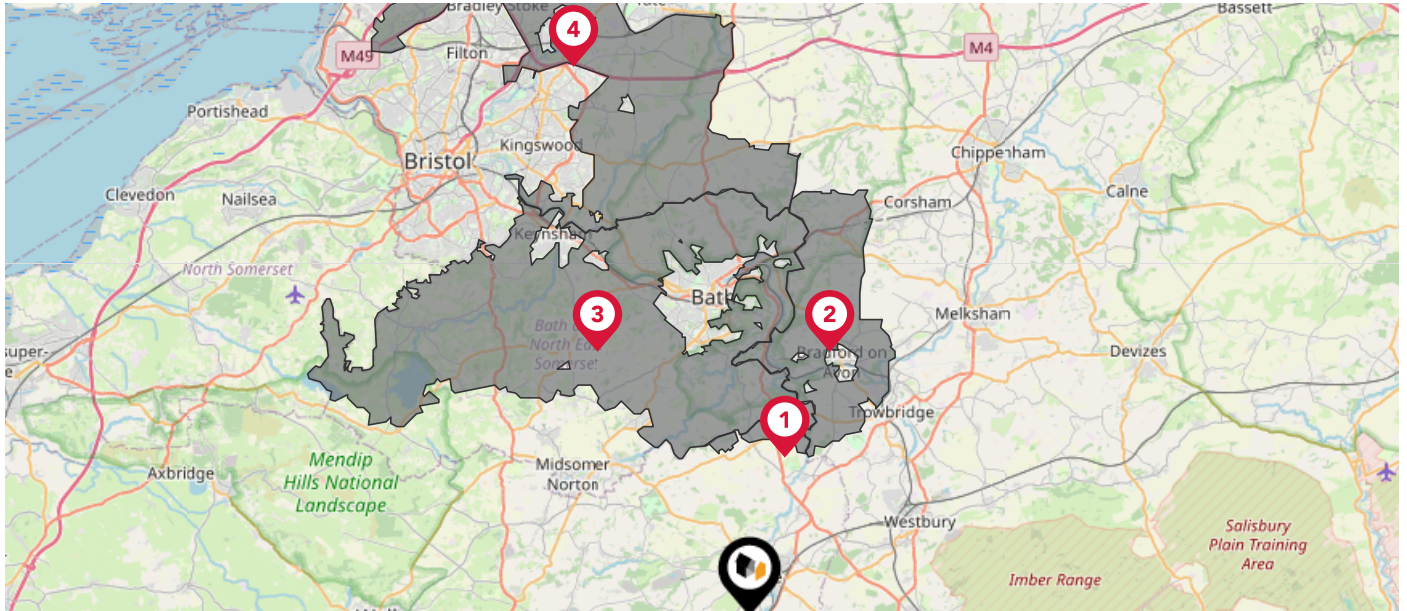 Bradley Stoke
Bassett
4
M4
M49
Filton
Portishead
Kingswood
Bristol
Chippenham
Clevedon
Nailsea
Calne
Corsham
Keynsham
North Somerset
Bath
3
2
Melksham
Bath
North Ea
Somerset
super-
Bradford on
Avon
Devizes
1
Trowbridge
Axbridge
Mendip
Hills National
Landscape
Midsomer
Norton
Westbury
Salisbury
Plain Training
Area
Imber Range